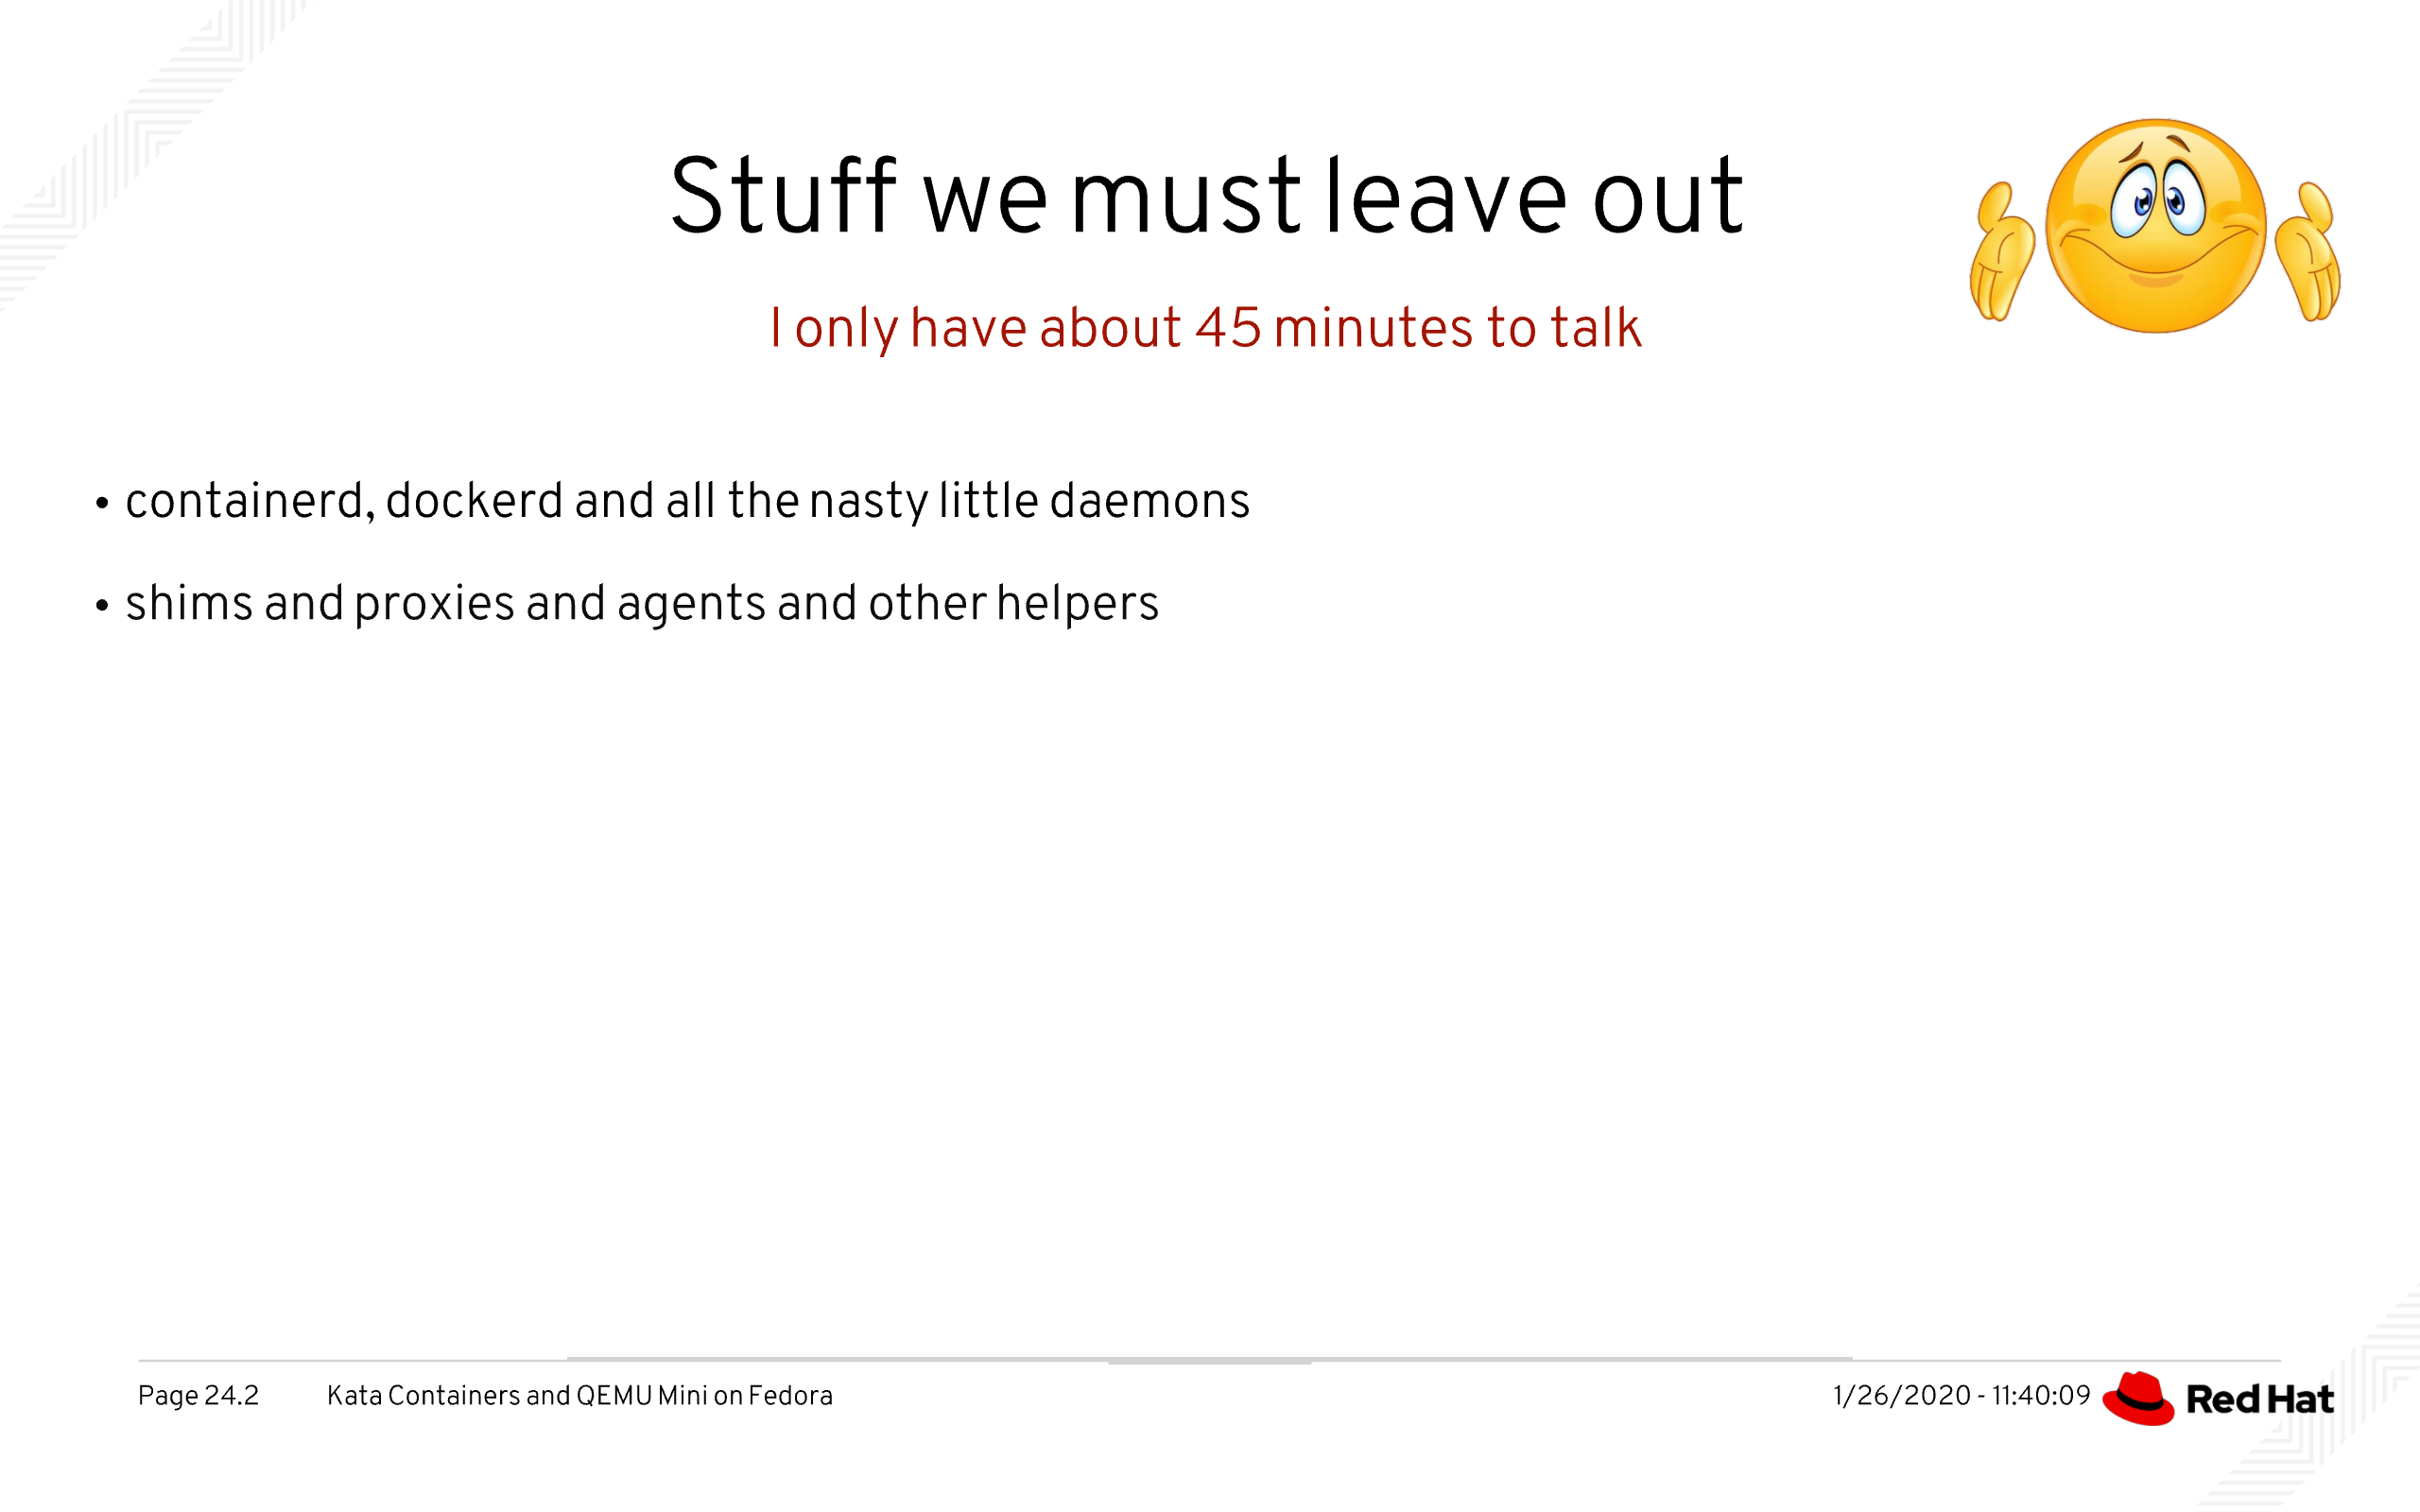 Stuff we must leave out
I only have about 45 minutes to talk
• containerd, dockerd and all the nasty little daemons
• shims and proxies and agents and other helpers
Page 24.2 Kata Containers and QEMU Mini on Fedora 1/26/2020 - 11:40:09 Red Hat